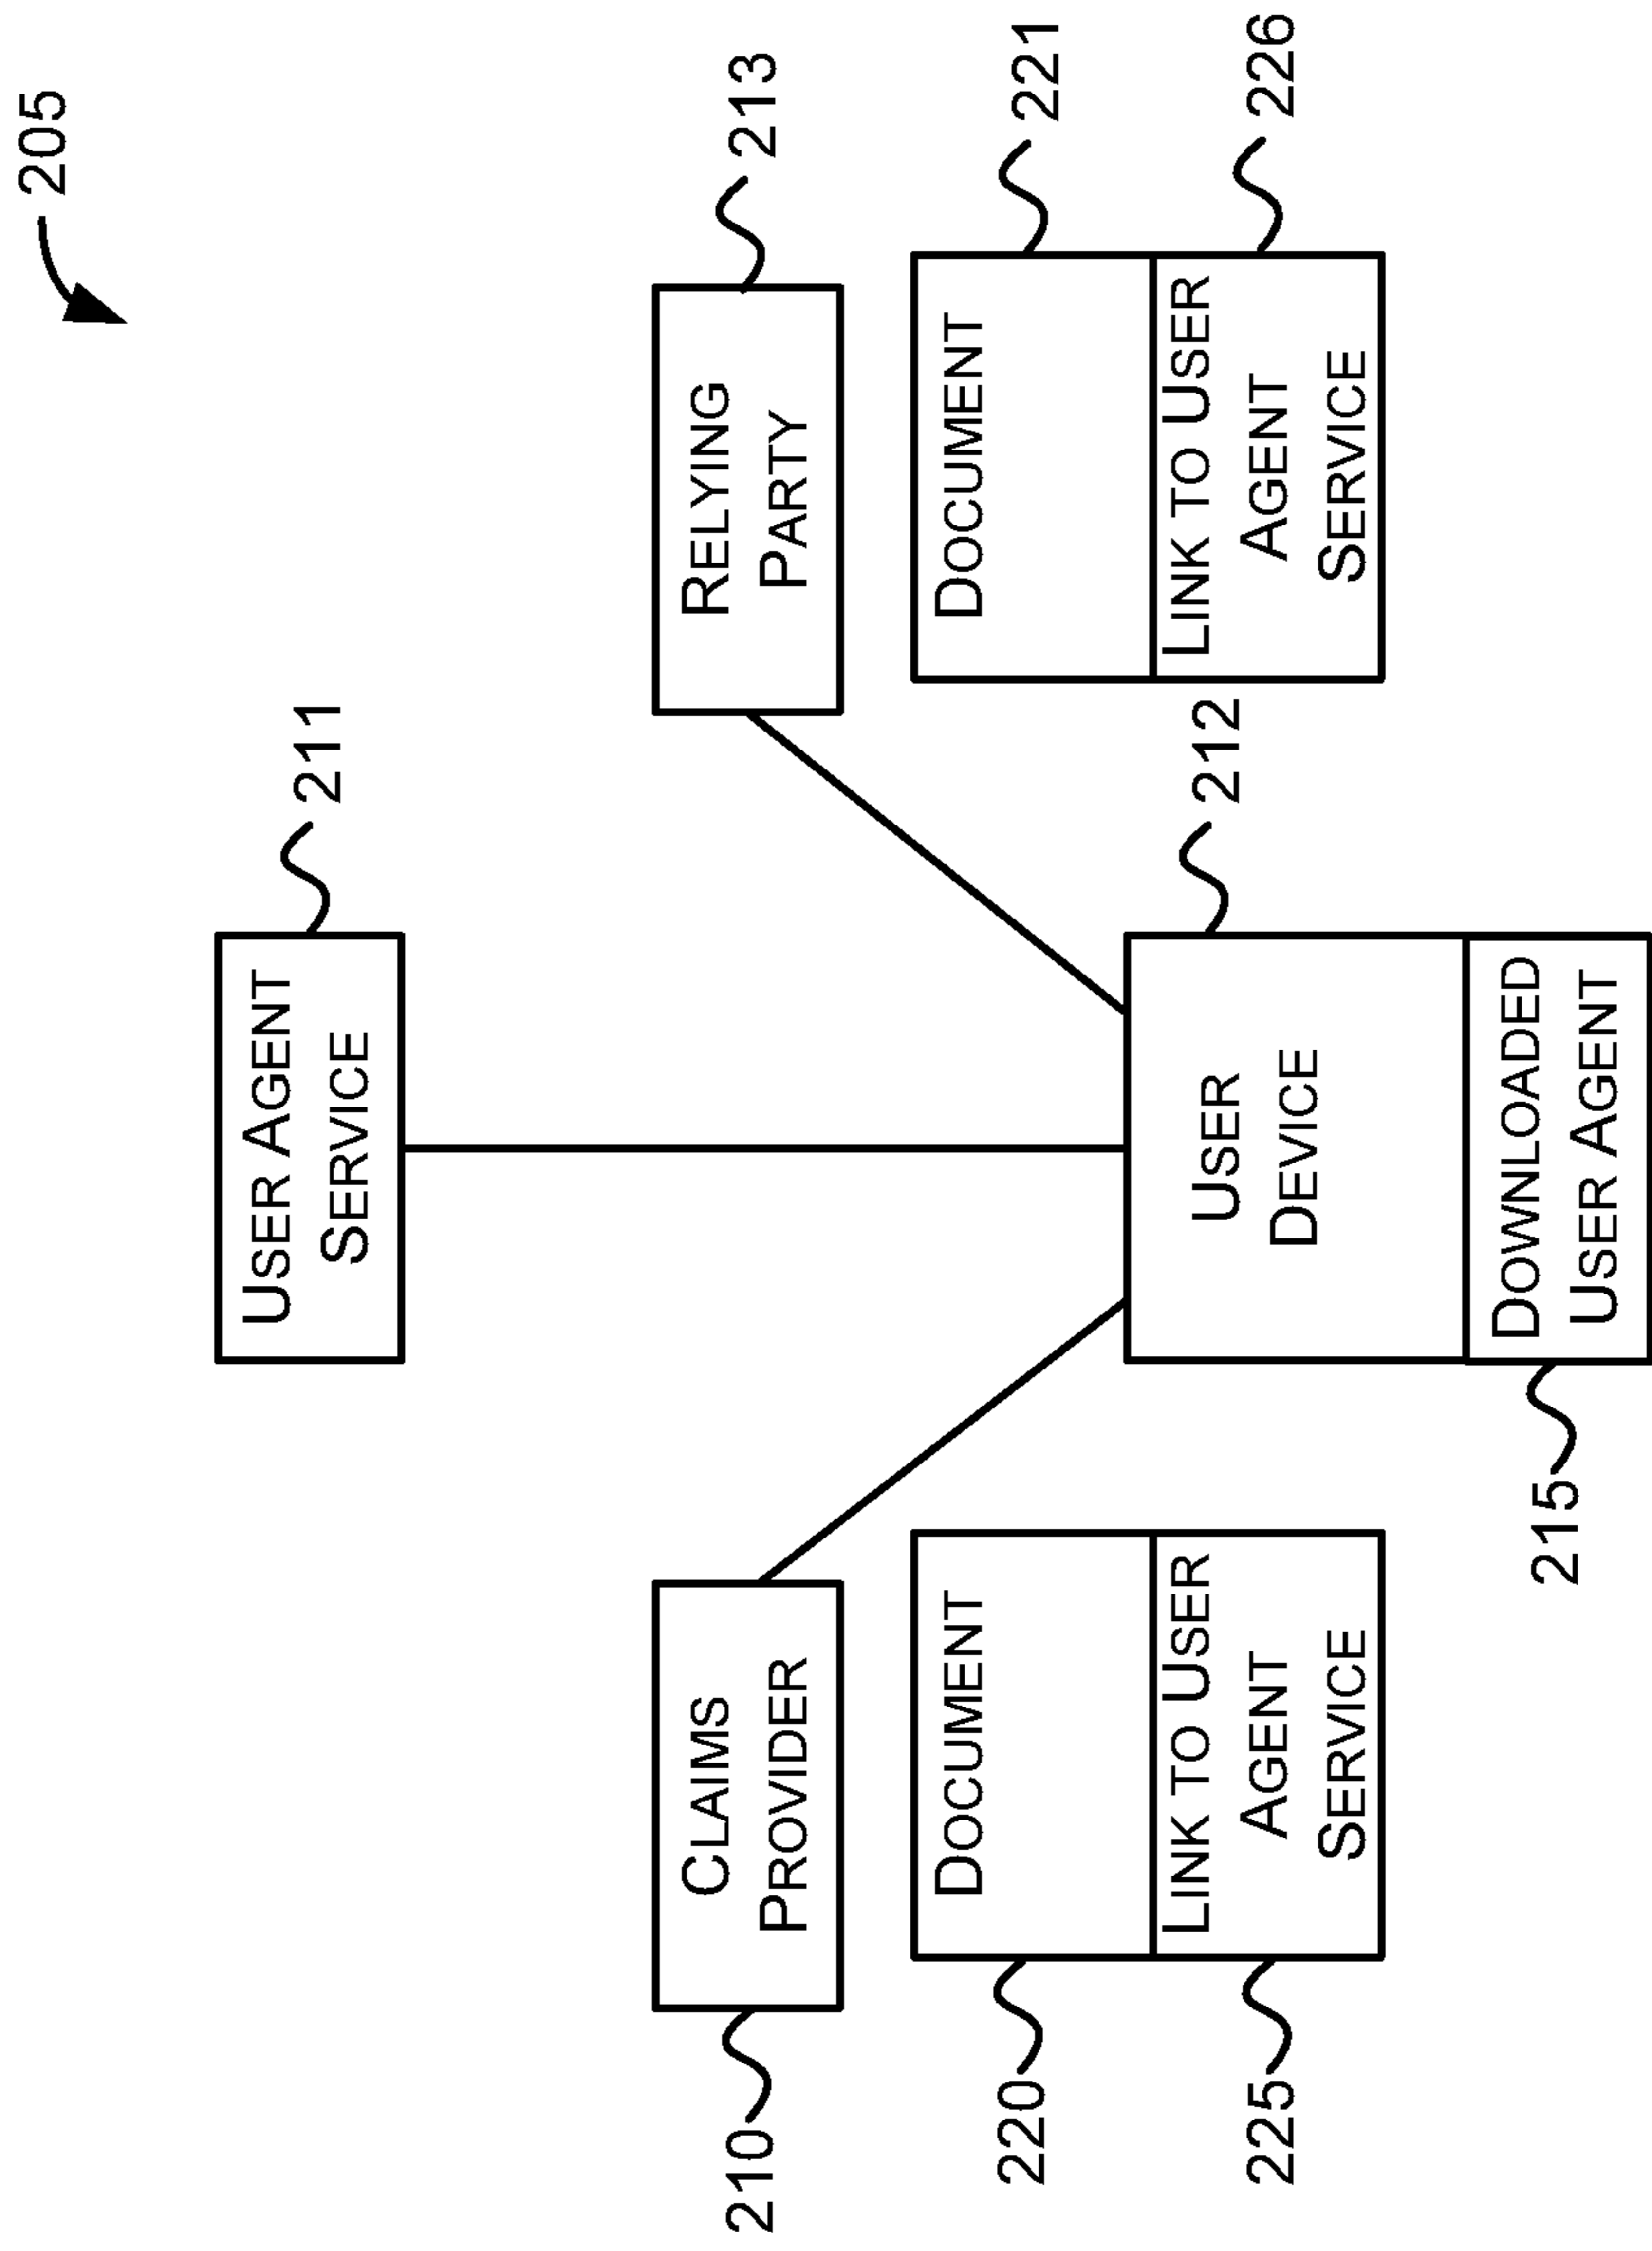 205
USER AGENT
SERVICE
211
CLAIMS
PROVIDER
210
RELYING
PARTY
213
DOCUMENT
220
LINK TO USER
AGENT
SERVICE
225
USER
DEVICE
212
DOCUMENT
221
LINK TO USER
AGENT
SERVICE
226
DOWNLOADED
USER AGENT
215